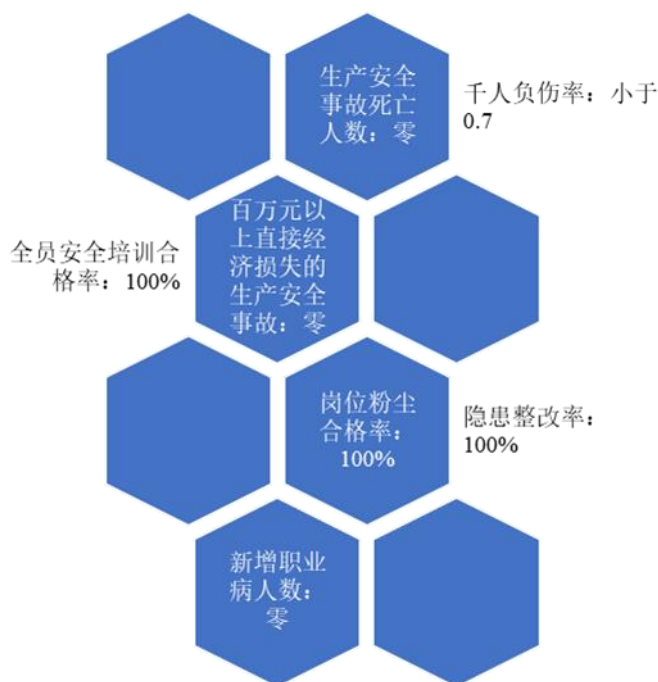 生产安全
事故死亡
人数：零
千人负伤率：小于
0.7
百万元以
上直接经
济损失的
生产安全
事故：零
全员安全培训合
格率：100%
岗位粉尘
合格率：
100%
隐患整改率：
100%
新增职业
病人数：
零